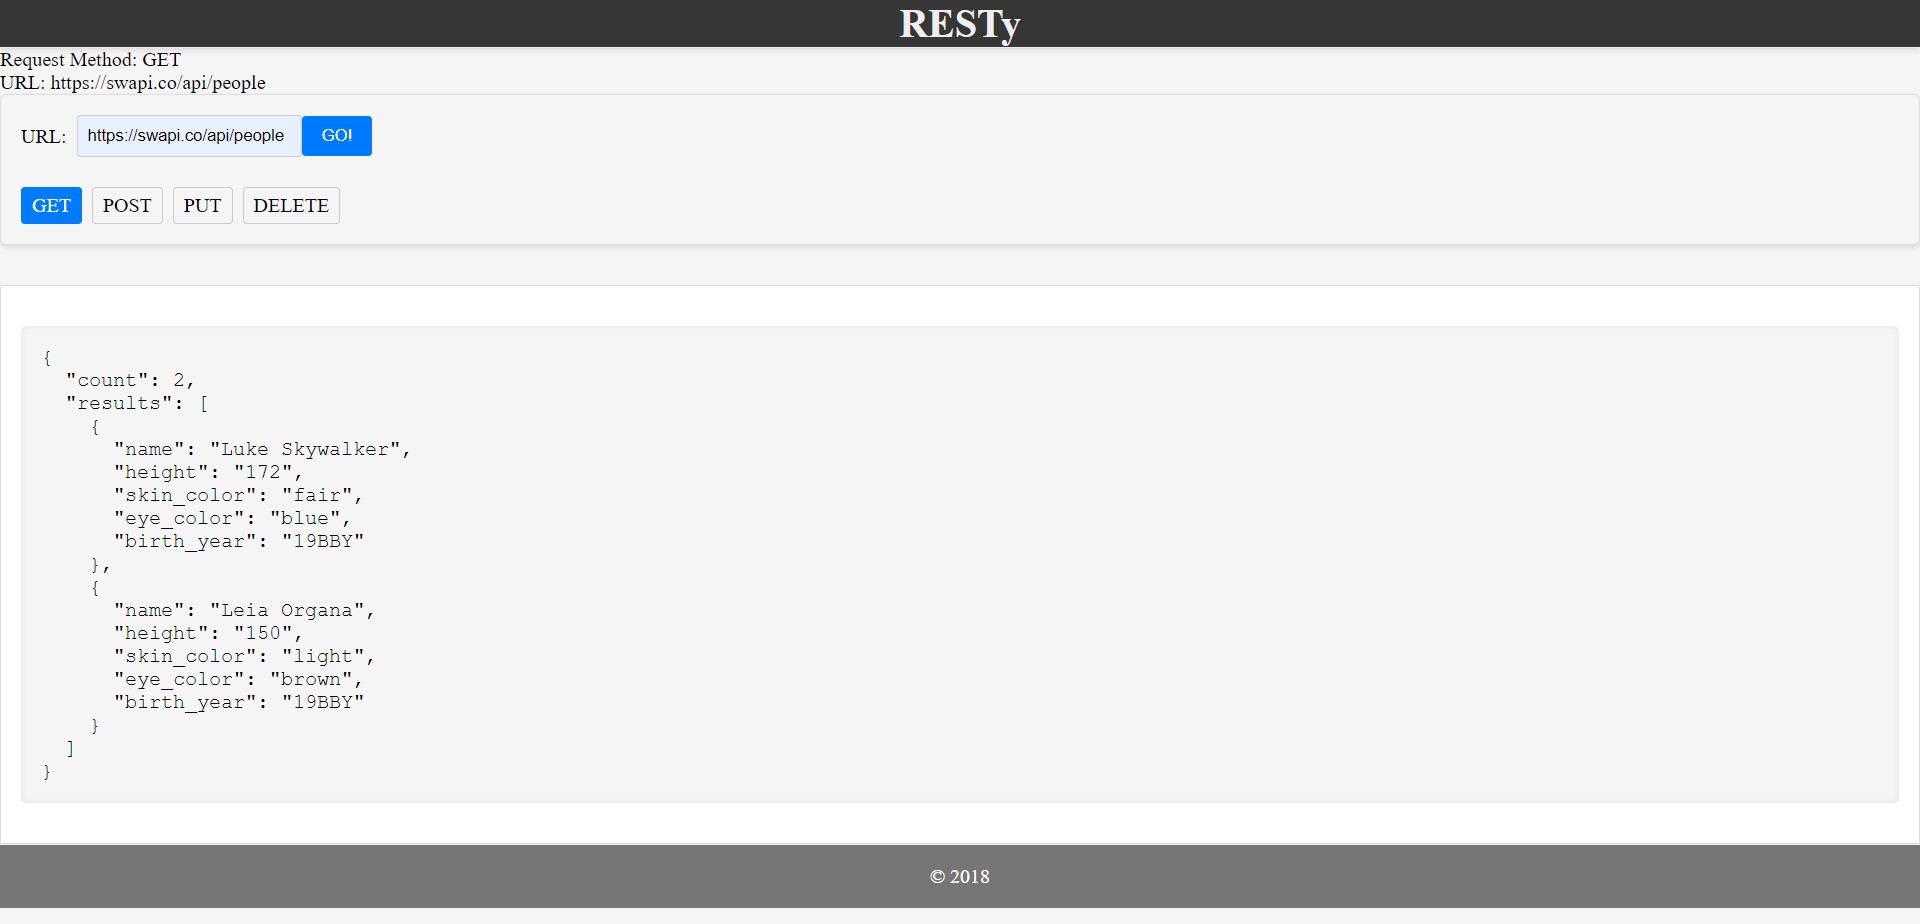 RESTy
Request Method: GET
URL: https://swapi.co/api/people
URL: https://swapi.co/api/people GO!
GET POST PUT DELETE
{
  "count": 2,
  "results": [
    {
      "name": "Luke Skywalker",
      "height": "172",
      "skin_color": "fair",
      "eye_color": "blue",
      "birth_year": "19BBY"
    },
    {
      "name": "Leia Organa",
      "height": "150",
      "skin_color": "light",
      "eye_color": "brown",
      "birth_year": "19BBY"
    }
  ]
}
© 2018